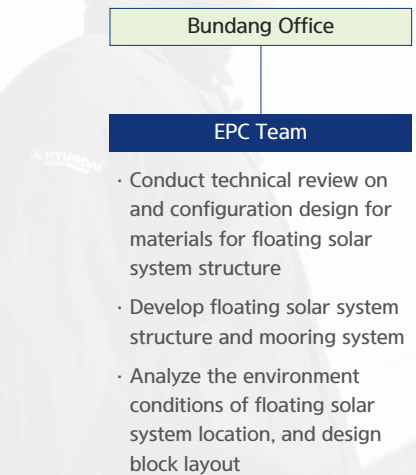 Bundang Office
EPC Team
HYUNDAI
· Conduct technical review on
and configuration design for
materials for floating solar
system structure
· Develop floating solar system
structure and mooring system
· Analyze the environment
conditions of floating solar
system location, and design
block layout